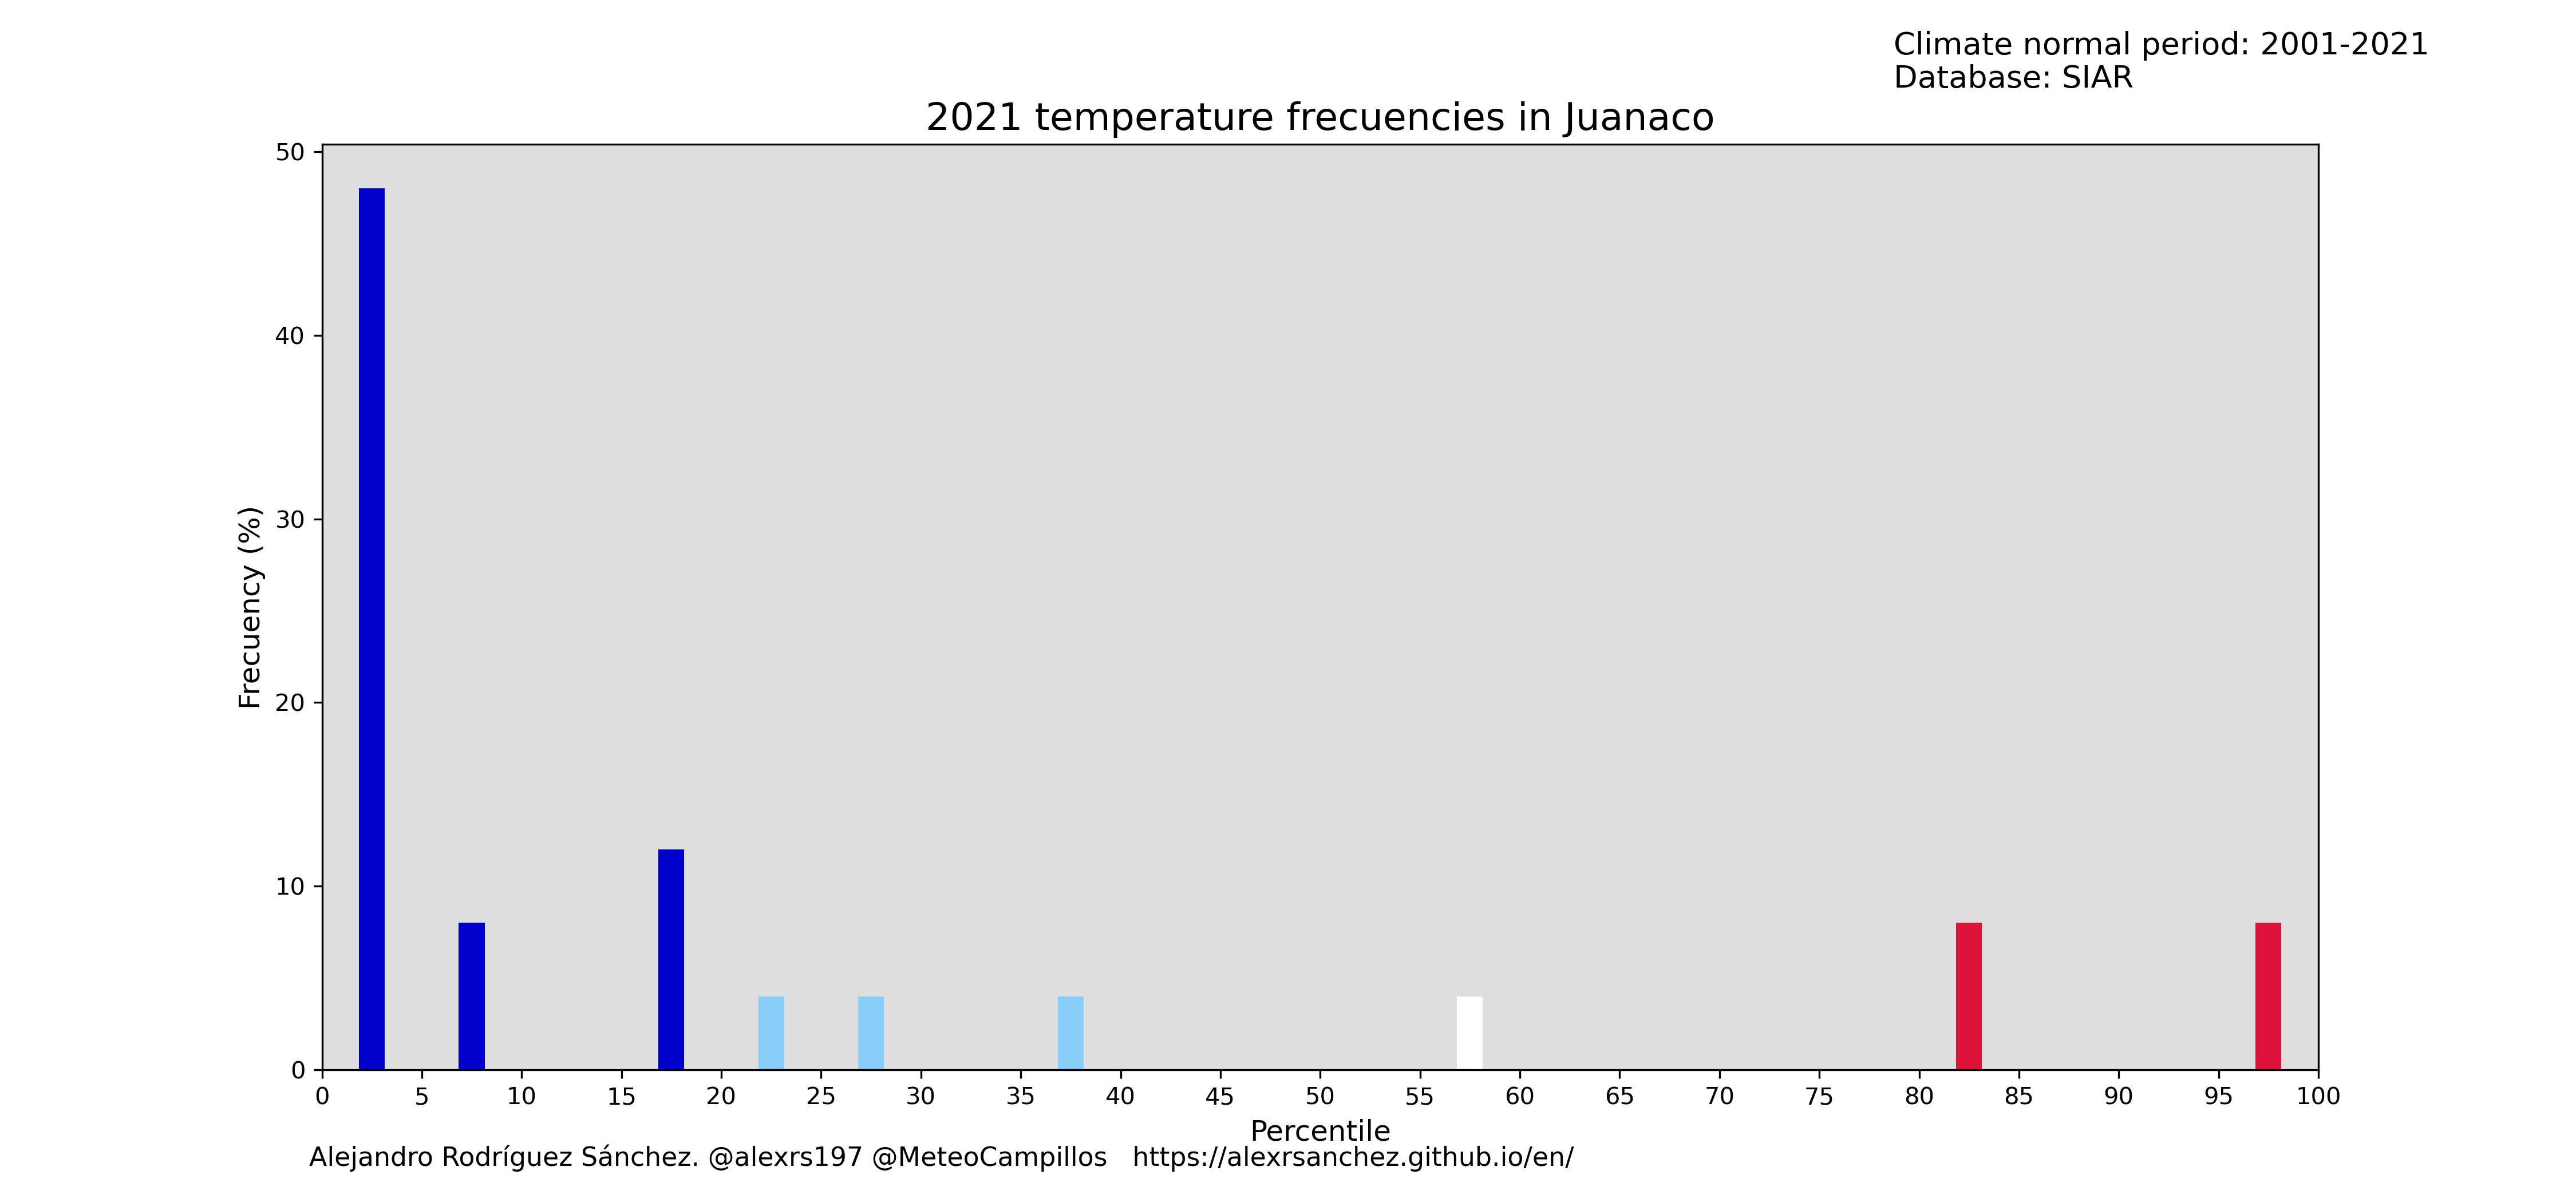 Climate normal period: 2001-2021
Database: SIAR
2021 temperature frecuencies in Juanaco
Frecuency (%)
50
40
30
20
10
0
0 5 10 15 20 25 30 35 40 45 50 55 60 65 70 75 80 85 90 95 100
Percentile
Alejandro Rodríguez Sánchez. @alexrs197 @MeteoCampillos https://alexrsanchez.github.io/en/